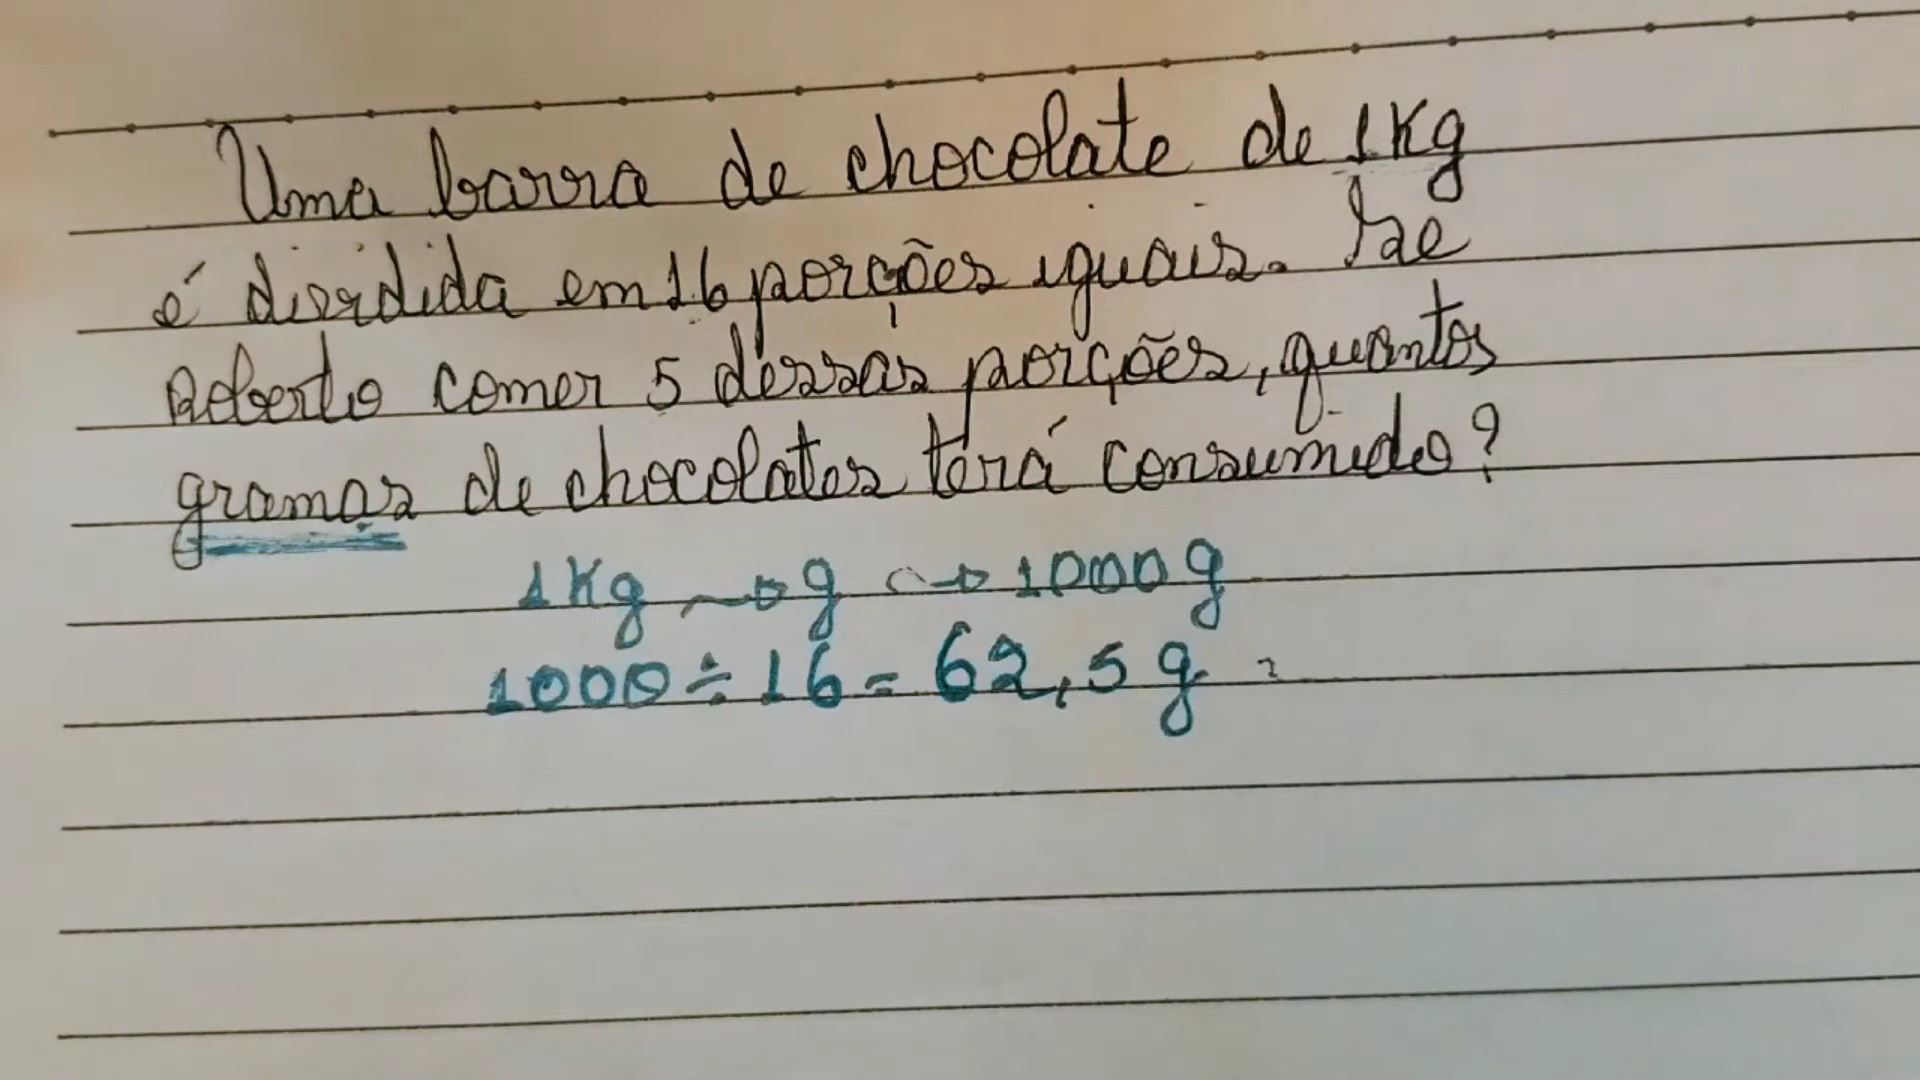 Uma barra de chocolate de 1Kg
é dividida em 16 porções iguais. Se
Roberto comer 5 dessas porções, quantos
gramas de chocolates terá consumido?
1Kg → g → 1000g
1000 ÷ 16 = 62,5 g